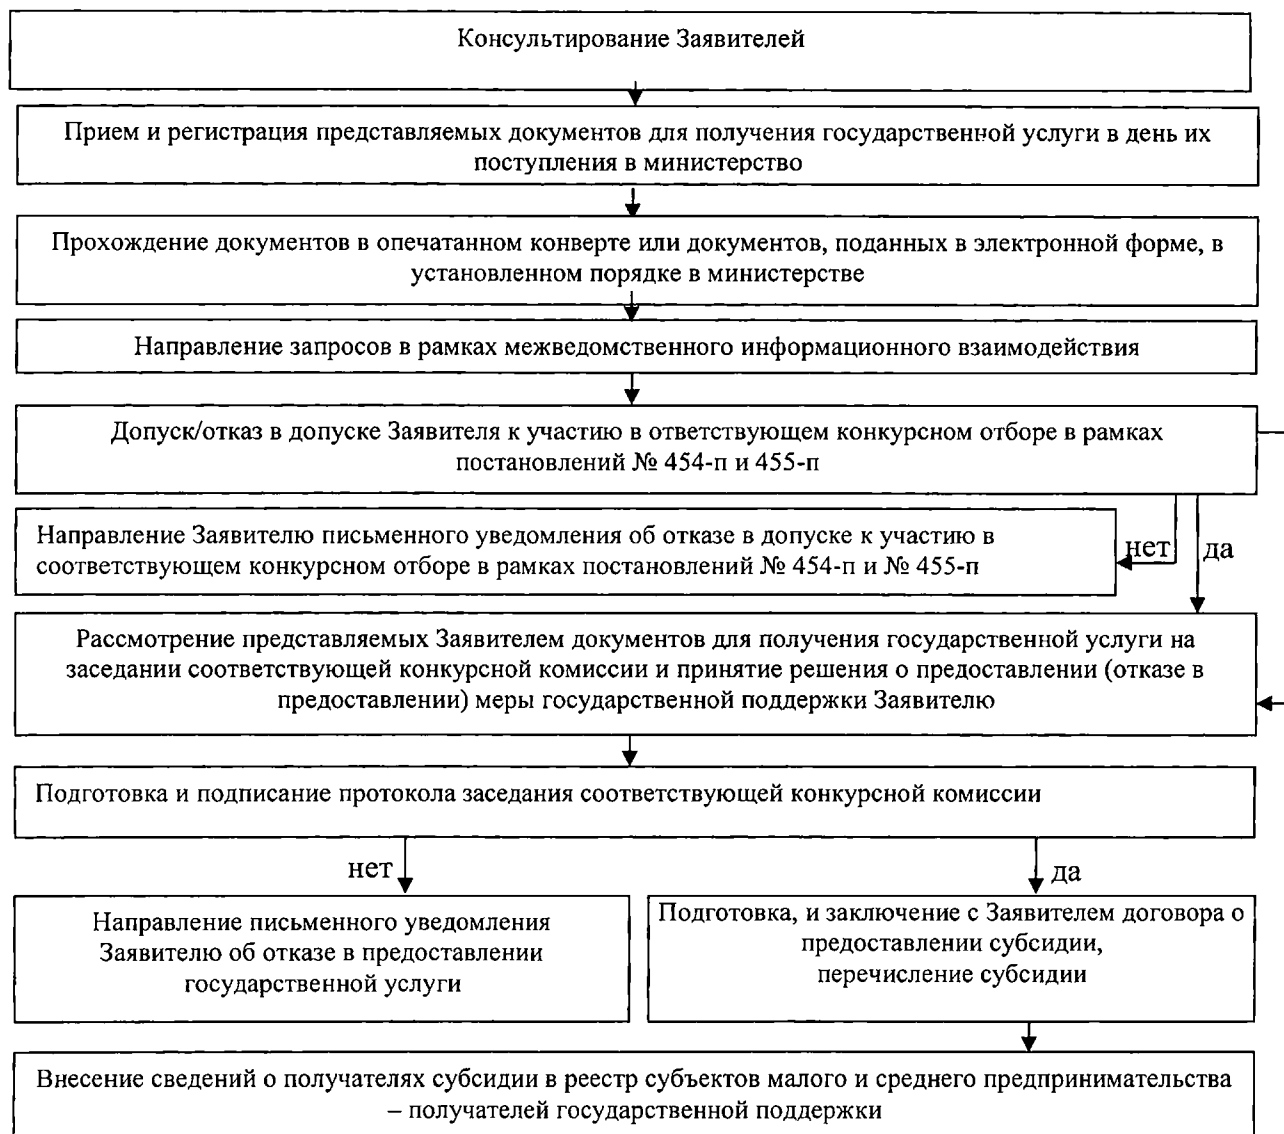 Консультирование Заявителей
Прием и регистрация представляемых документов для получения государственной услуги в день их
поступления в министерство
Прохождение документов в опечатанном конверте или документов, поданных в электронной форме, в
установленном порядке в министерстве
Направление запросов в рамках межведомственного информационного взаимодействия
Допуск/отказ в допуске Заявителя к участию в ответствующем конкурсном отборе в рамках
постановлений № 454-п и 455-п
Направление Заявителю письменного уведомления об отказе в допуске к участию в
соответствующем конкурсном отборе в рамках постановлений № 454-п и № 455-п
нет
да
Рассмотрение представляемых Заявителем документов для получения государственной услуги на
заседании соответствующей конкурсной комиссии и принятие решения о предоставлении (отказе в
предоставлении) меры государственной поддержки Заявителю
Подготовка и подписание протокола заседания соответствующей конкурсной комиссии
нет
да
Направление письменного уведомления
Заявителю об отказе в предоставлении
государственной услуги
Подготовка, и заключение с Заявителем договора о
предоставлении субсидии,
перечисление субсидии
Внесение сведений о получателях субсидии в реестр субъектов малого и среднего предпринимательства
– получателей государственной поддержки